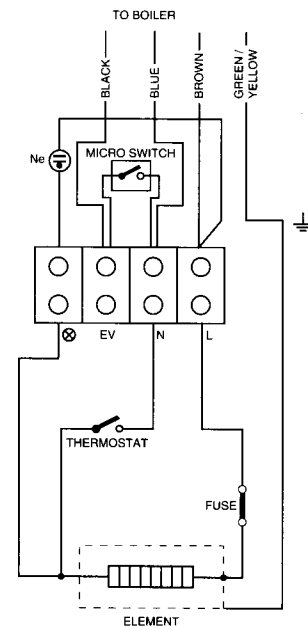 TO BOILER
BLACK
BLUE
BROWN
GREEN /
YELLOW
Ne
MICRO SWITCH
EV
N
L
THERMOSTAT
FUSE
ELEMENT